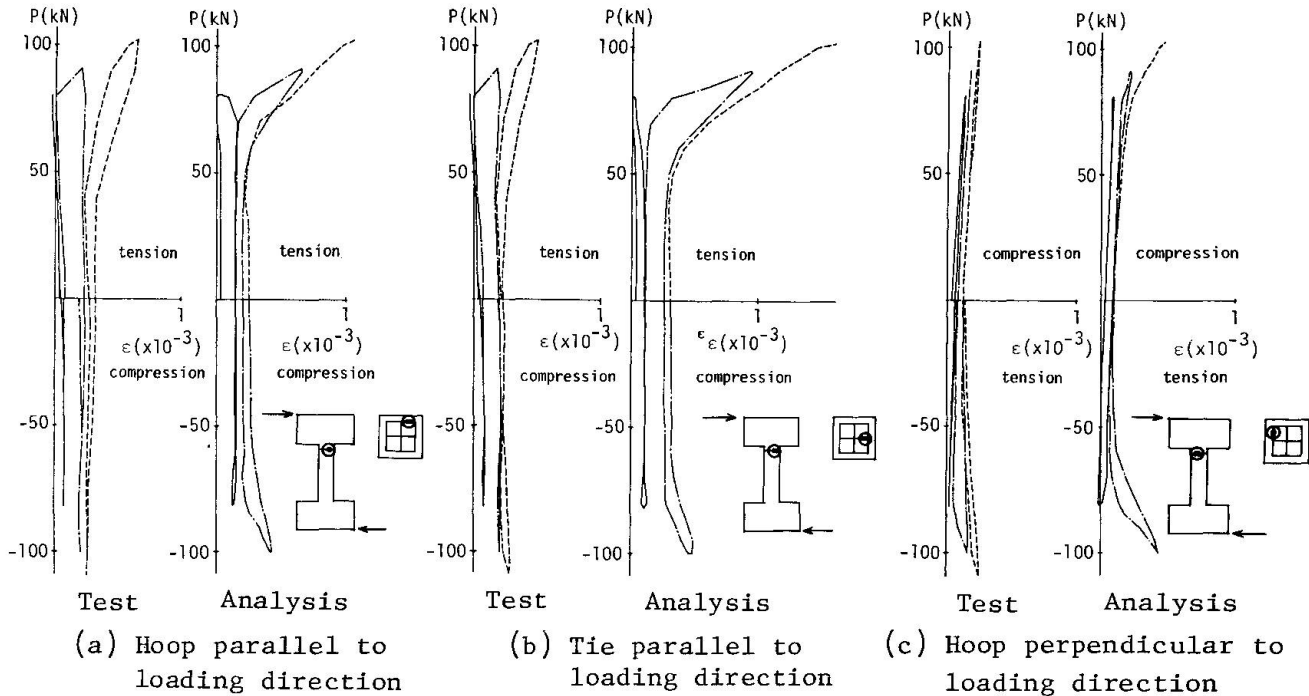 P(kN) P(kN) P(kN) P(kN) P(kN) P(kN)
100 100 100 100 100 100
50 50 50 50 50 50
tension tension tension tension compression compression
1 1 1 1 1 1
ε(x10⁻³) ε(x10⁻³) ε(x10⁻³) ε ε(x10⁻³) ε(x10⁻³) ε(x10⁻³)
compression compression compression compression tension tension
-50 -50 -50 -50 -50 -50
-100 -100 -100 -100 -100 -100
Test Analysis Test Analysis Test Analysis
(a) Hoop parallel to
loading direction
(b) Tie parallel to
loading direction
(c) Hoop perpendicular to
loading direction